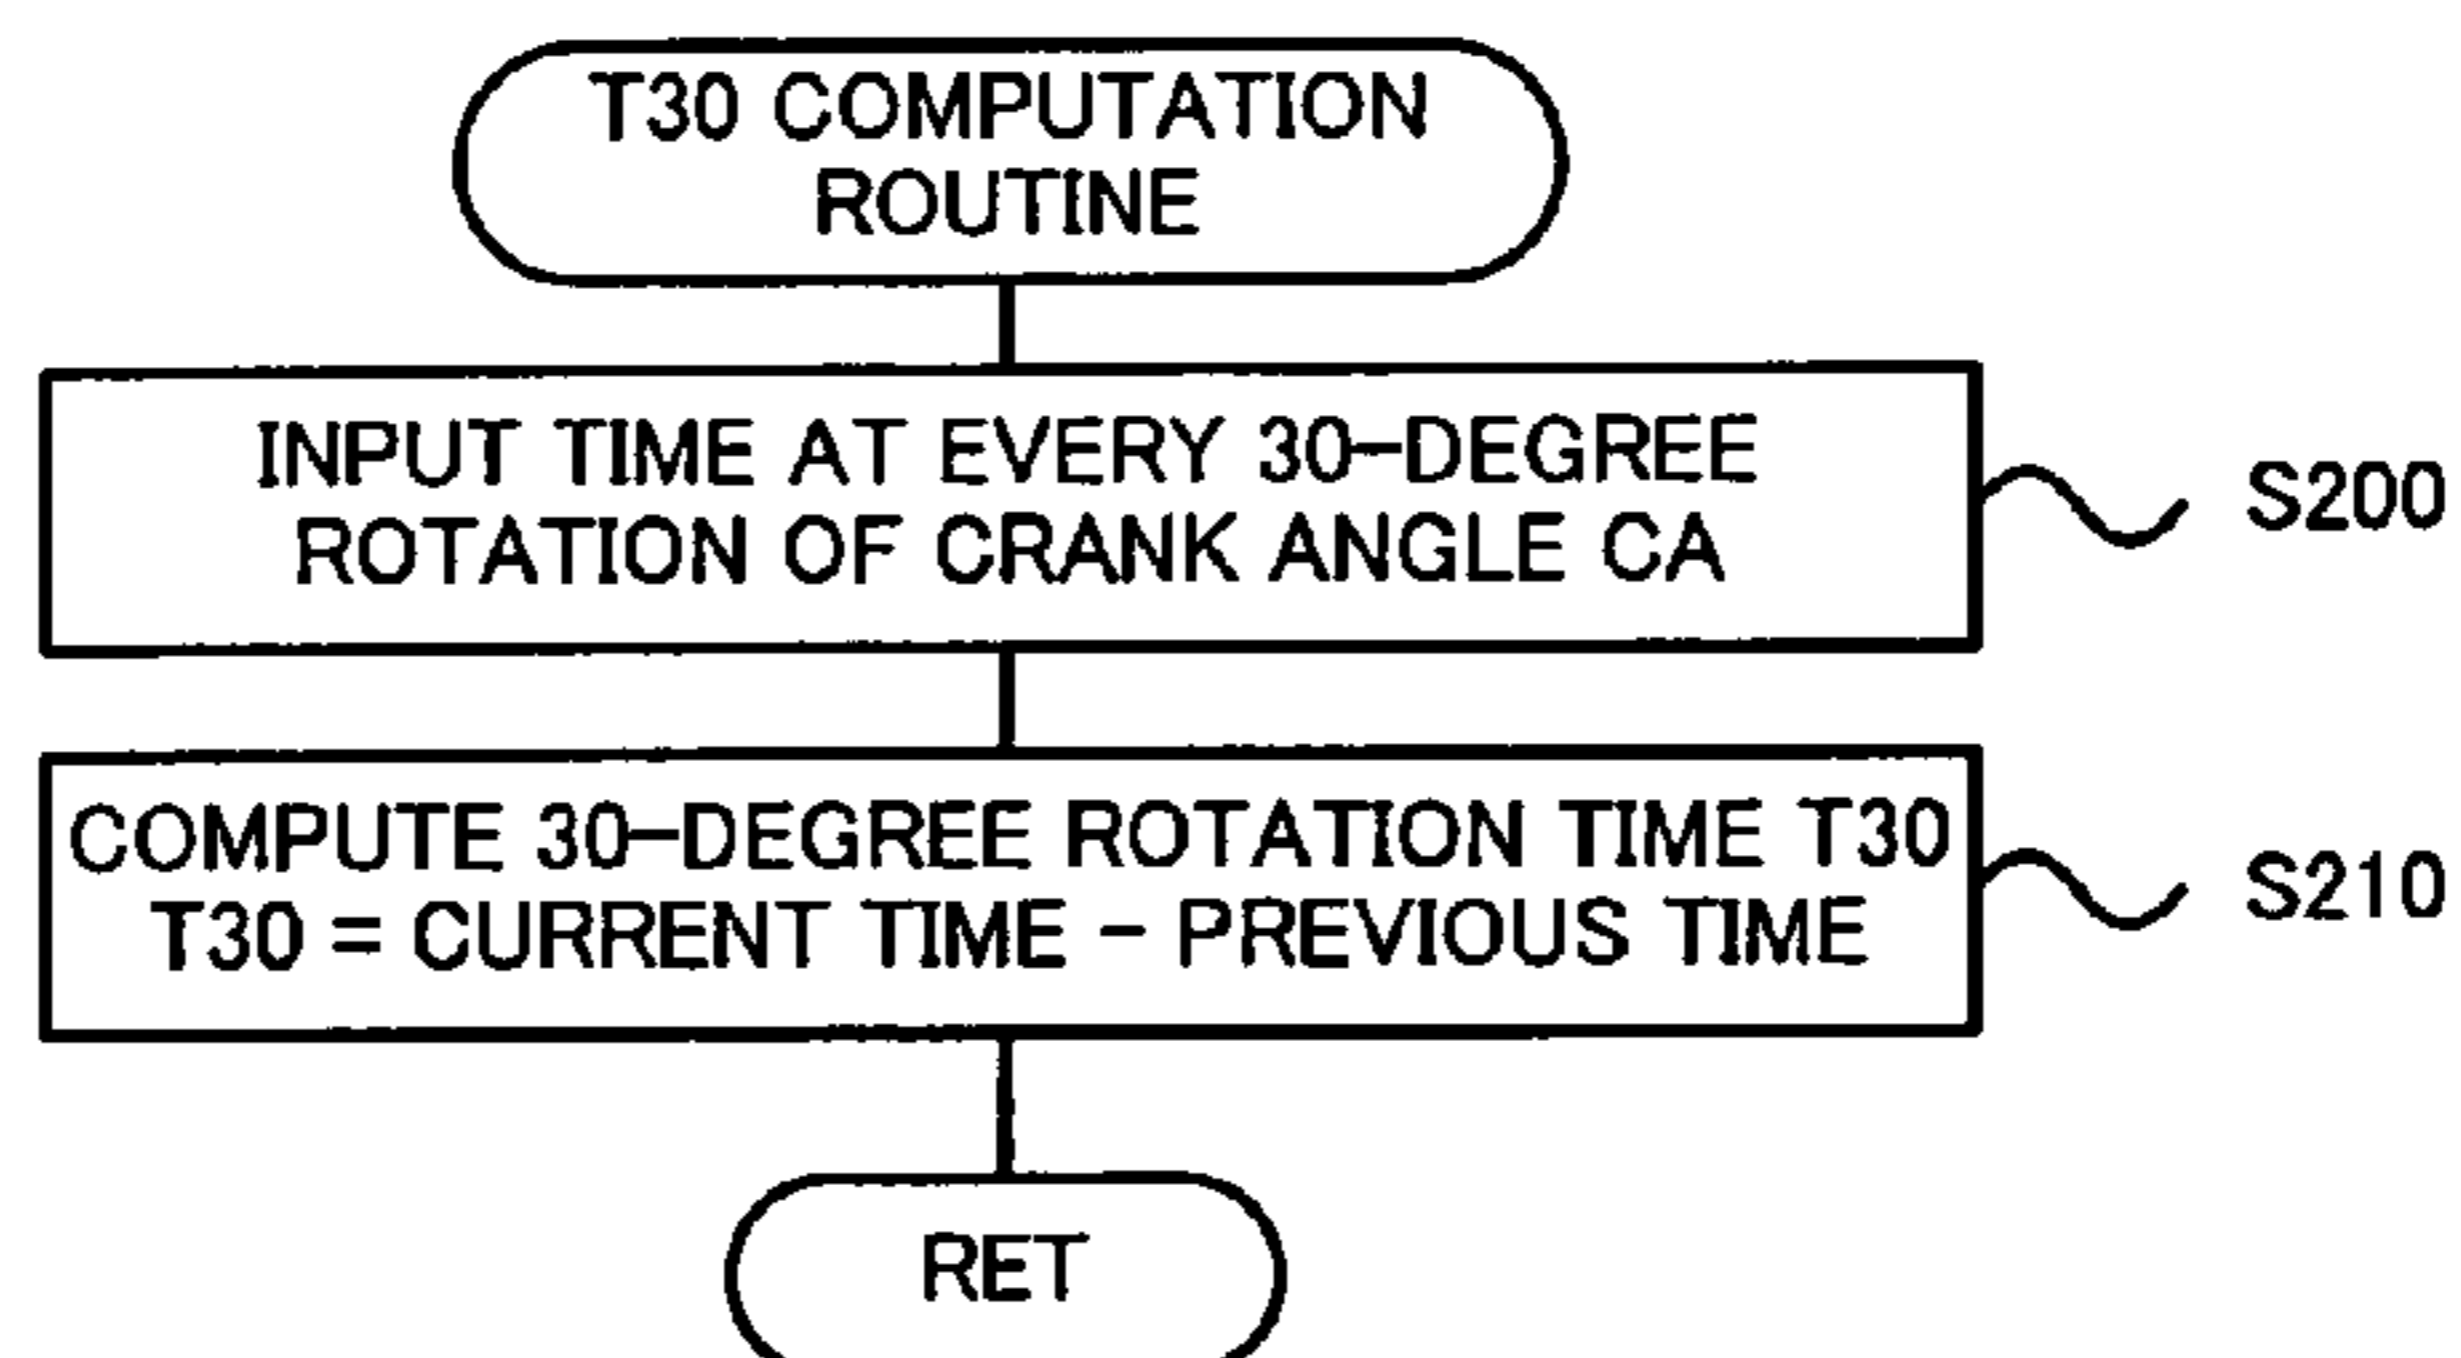 T30 COMPUTATION
ROUTINE
INPUT TIME AT EVERY 30-DEGREE
ROTATION OF CRANK ANGLE CA
S200
COMPUTE 30-DEGREE ROTATION TIME T30
T30 = CURRENT TIME - PREVIOUS TIME
S210
RET